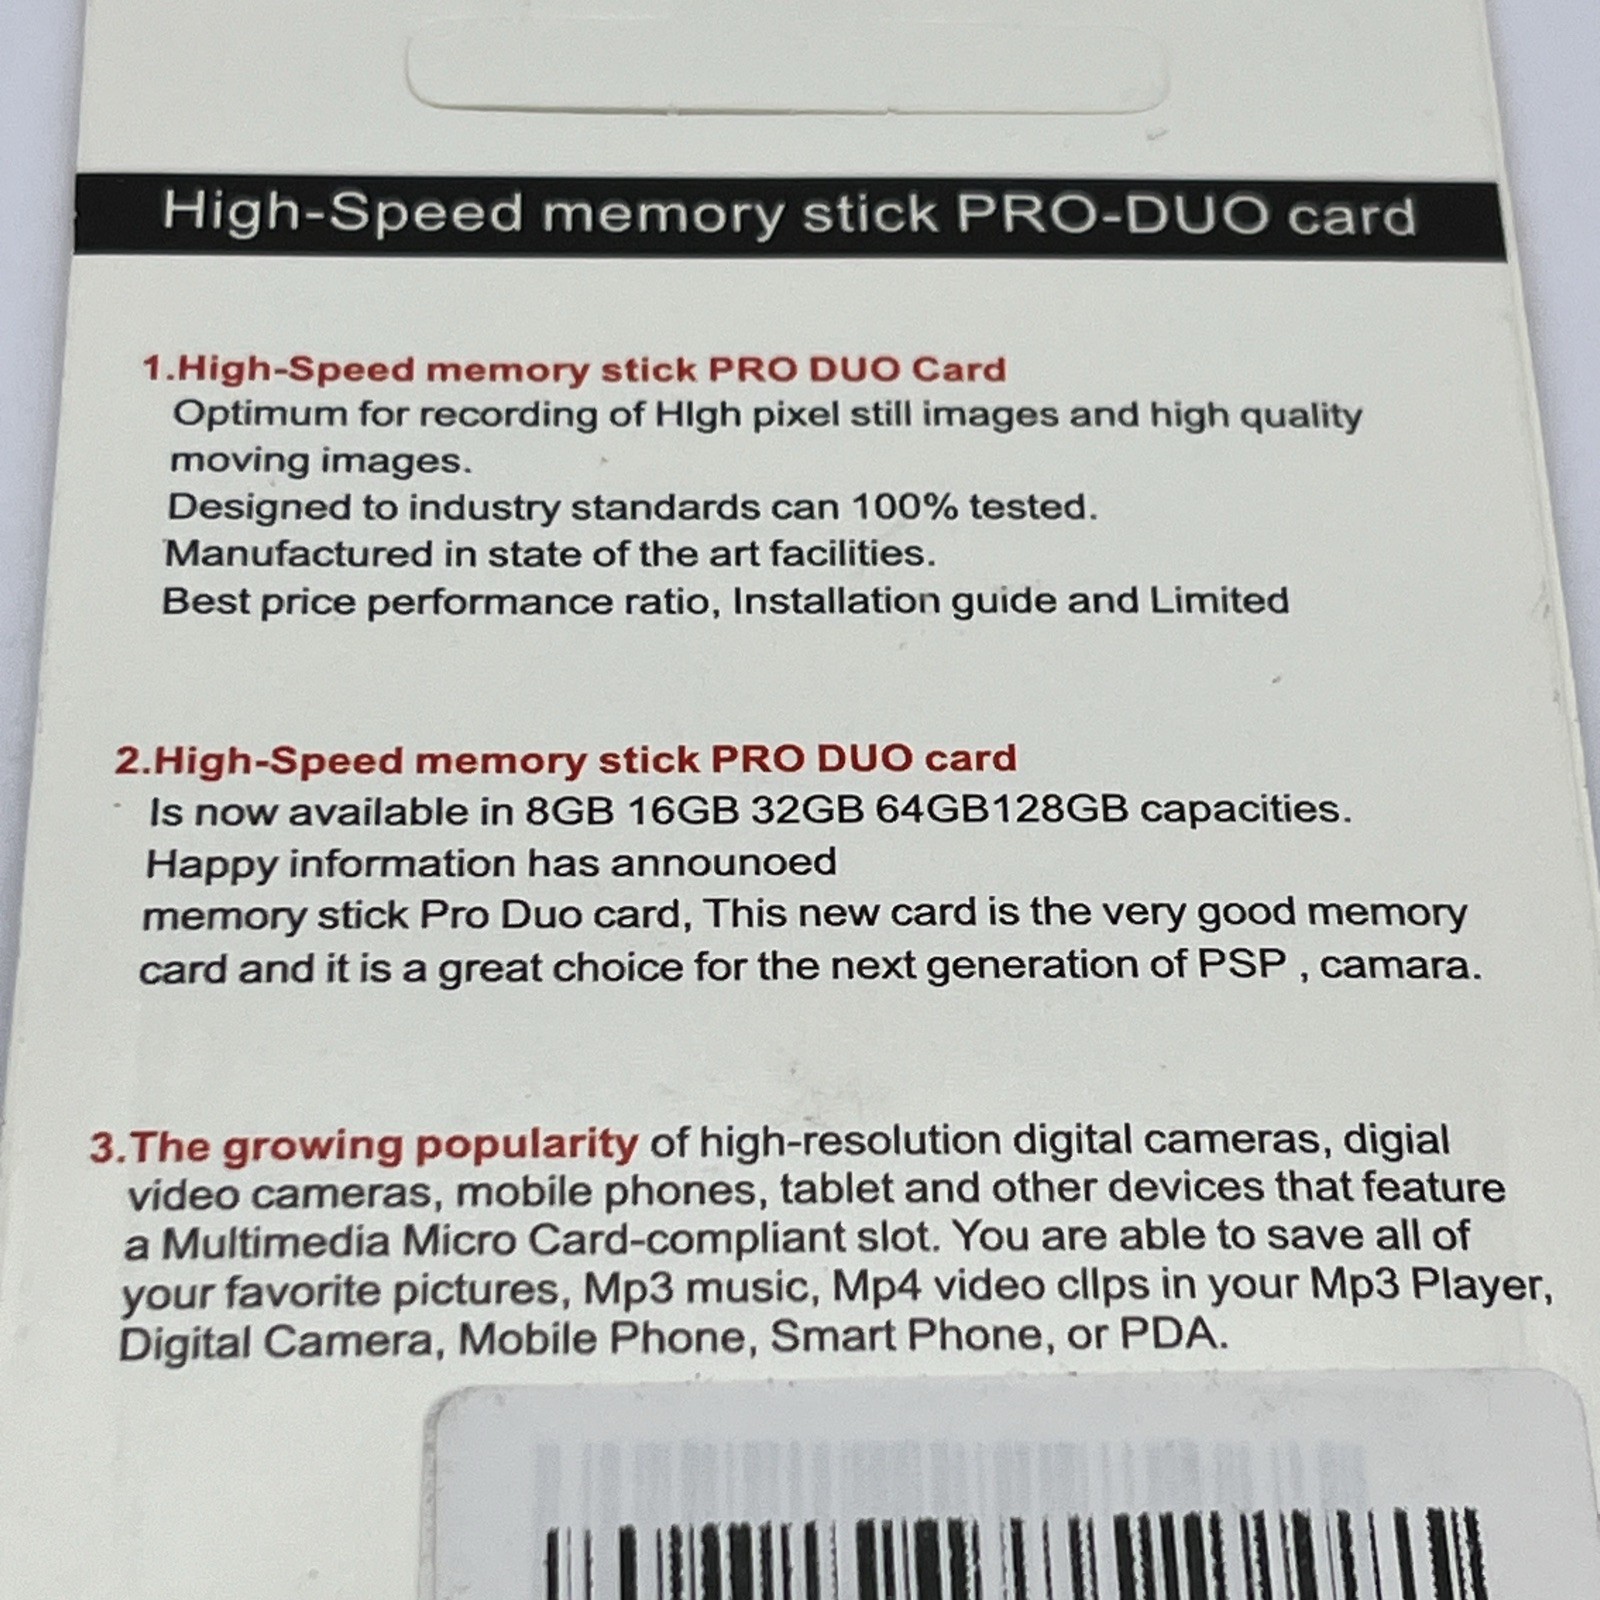 High-Speed memory stick PRO-DUO card
1.High-Speed memory stick PRO DUO Card
Optimum for recording of HIgh pixel still images and high quality
moving images.
Designed to industry standards can 100% tested.
Manufactured in state of the art facilities.
Best price performance ratio, Installation guide and Limited
2.High-Speed memory stick PRO DUO card
Is now available in 8GB 16GB 32GB 64GB128GB capacities.
Happy information has announoed
memory stick Pro Duo card, This new card is the very good memory
card and it is a great choice for the next generation of PSP , camara.
3.The growing popularity of high-resolution digital cameras, digial
video cameras, mobile phones, tablet and other devices that feature
a Multimedia Micro Card-compliant slot. You are able to save all of
your favorite pictures, Mp3 music, Mp4 video clIps in your Mp3 Player,
Digital Camera, Mobile Phone, Smart Phone, or PDA.